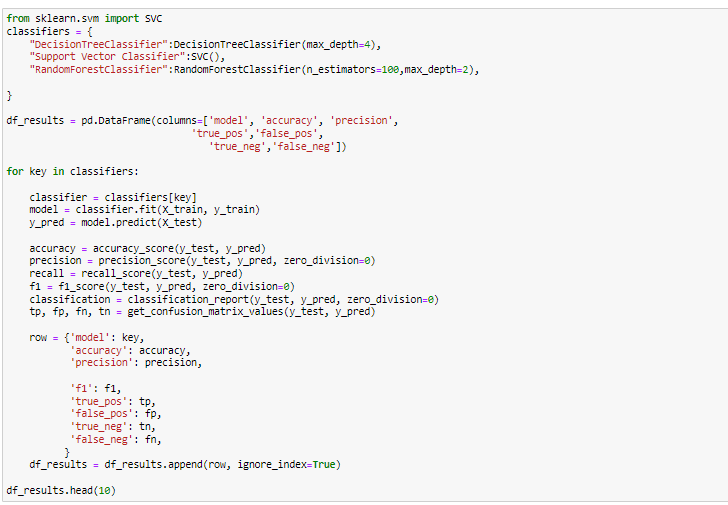 from sklearn.svm import SVC
classifiers = {
    "DecisionTreeClassifier":DecisionTreeClassifier(max_depth=4),
    "Support Vector Classifier":SVC(),
    "RandomForestClassifier":RandomForestClassifier(n_estimators=100,max_depth=2),
}
df_results = pd.DataFrame(columns=['model', 'accuracy', 'precision',
                             'true_pos','false_pos',
                                'true_neg','false_neg'])
for key in classifiers:
    classifier = classifiers[key]
    model = classifier.fit(X_train, y_train)
    y_pred = model.predict(X_test)
    accuracy = accuracy_score(y_test, y_pred)
    precision = precision_score(y_test, y_pred, zero_division=0)
    recall = recall_score(y_test, y_pred)
    f1 = f1_score(y_test, y_pred, zero_division=0)
    classification = classification_report(y_test, y_pred, zero_division=0)
    tp, fp, fn, tn = get_confusion_matrix_values(y_test, y_pred)
    row = {'model': key,
           'accuracy': accuracy,
           'precision': precision,
           'f1': f1,
           'true_pos': tp,
           'false_pos': fp,
           'true_neg': tn,
           'false_neg': fn,
          }
    df_results = df_results.append(row, ignore_index=True)
df_results.head(10)